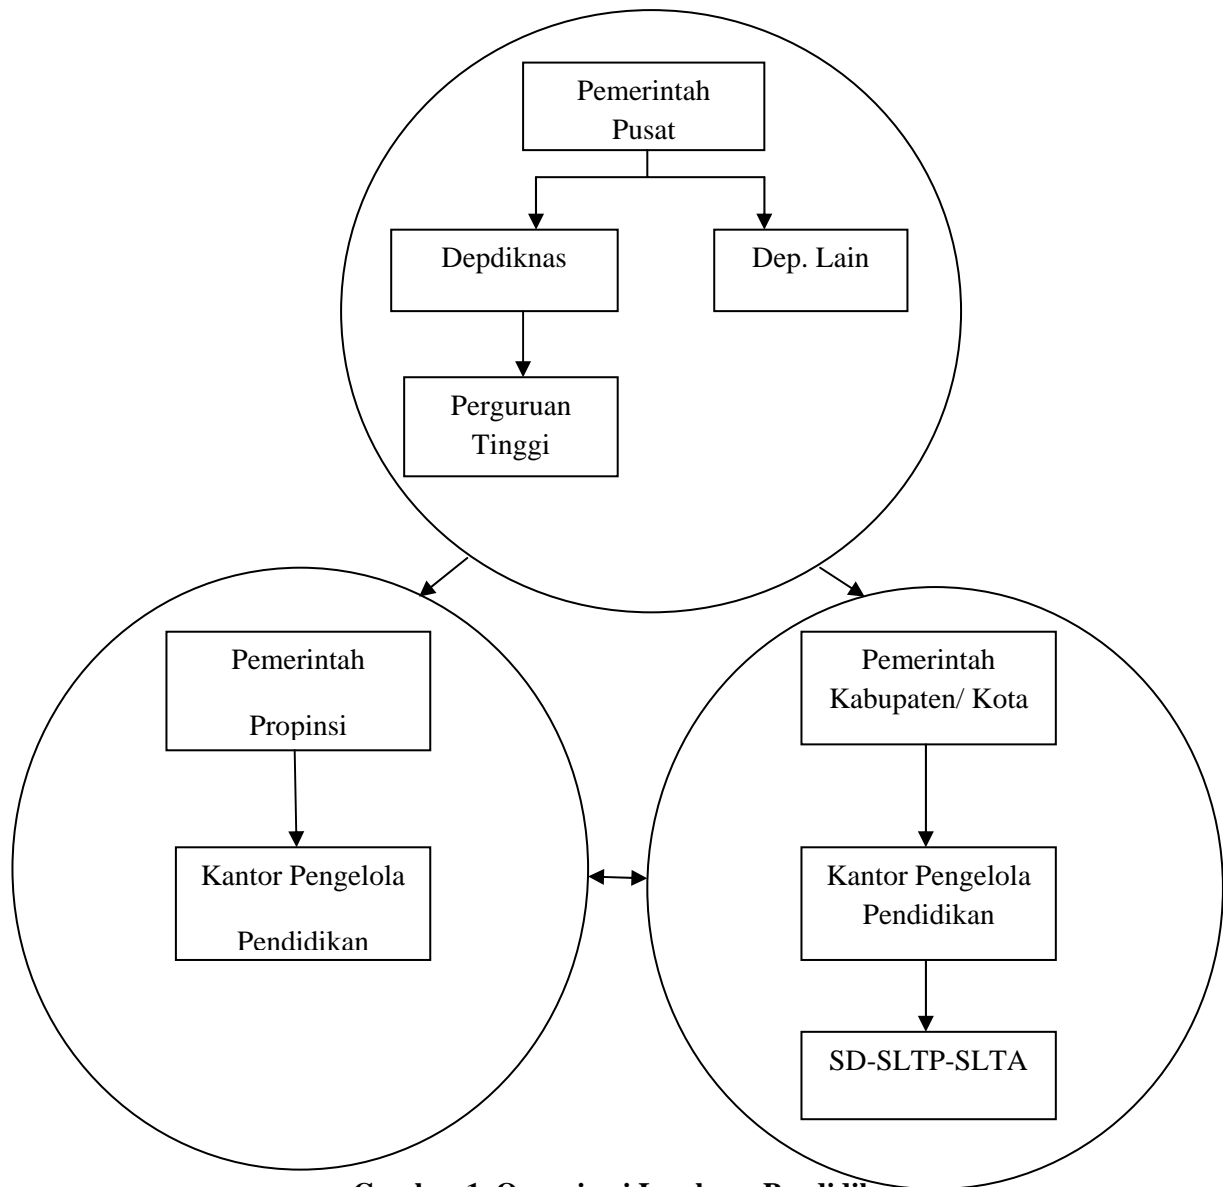 Pemerintah
Pusat
Depdiknas
Dep. Lain
Perguruan
Tinggi
Pemerintah
Propinsi
Kantor Pengelola
Pendidikan
Pemerintah
Kabupaten/ Kota
Kantor Pengelola
Pendidikan
SD-SLTP-SLTA